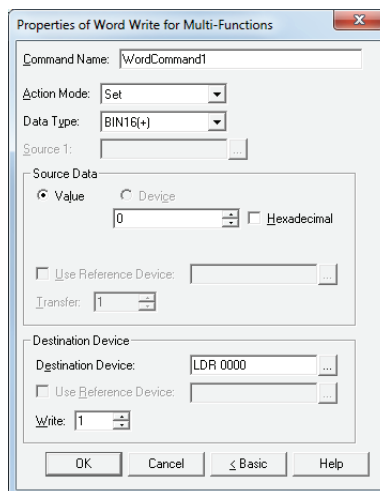 Properties of Word Write for Multi-Functions
Command Name: WordCommand1
Action Mode: Set
Data Type: BIN16(+)
Source 1: ...
Source Data
Value Device
0 Hexadecimal
Use Reference Device: ...
Transfer: 1
Destination Device
Destination Device: LDR 0000 ...
Use Reference Device: ...
Write: 1
OK Cancel < Basic Help